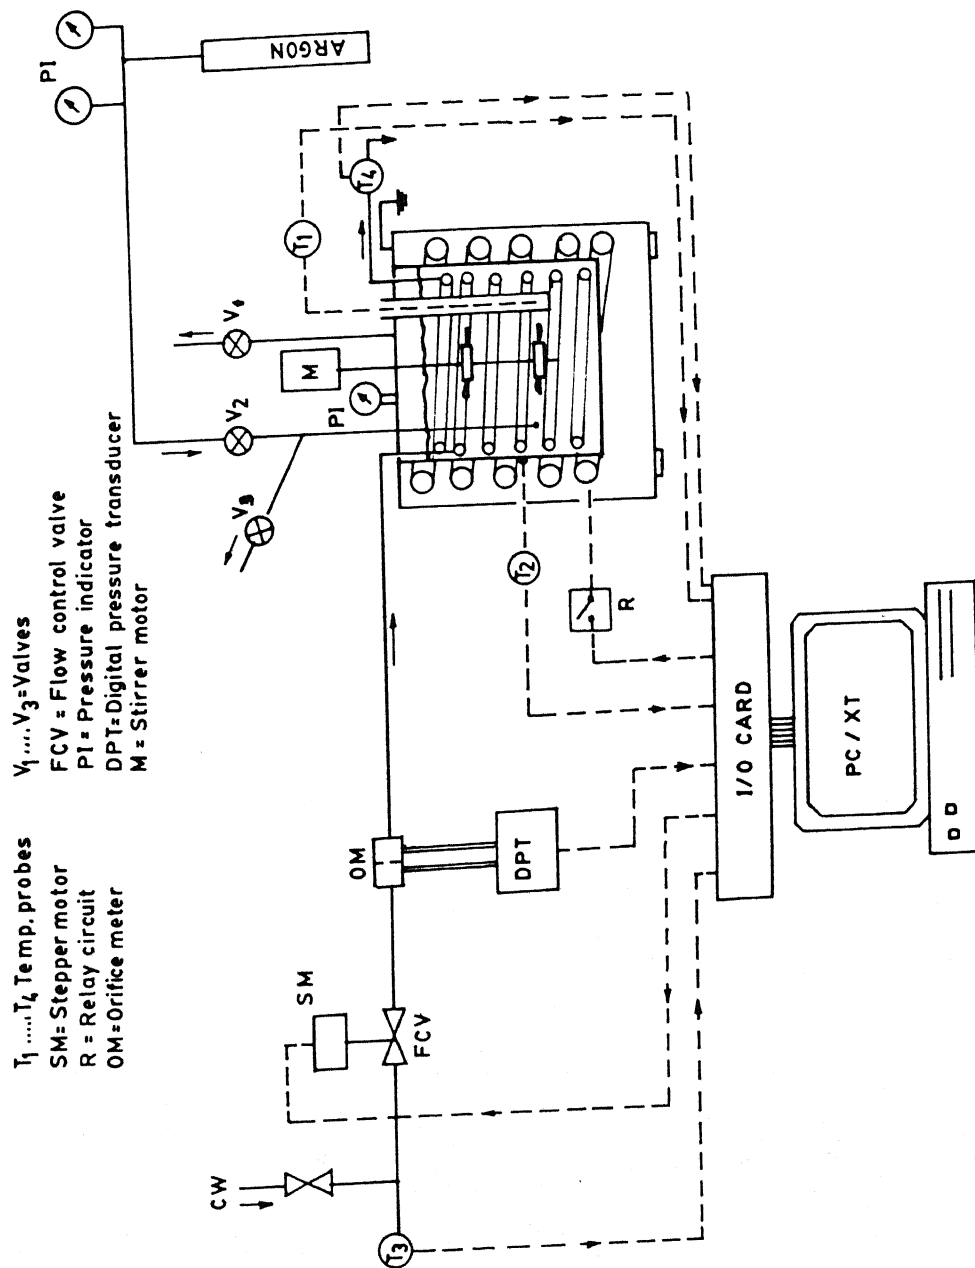 T1.....T4 Temp. probes
SM= Stepper motor
R = Relay circuit
OM=Orifice meter
V1....V3=Valves
FCV = Flow control valve
PI = Pressure indicator
DPT=Digital pressure transducer
M = Stirrer motor
PI
ARGON
V4
V2
V3
M
PI
T1
T4
T2
R
CW
T3
SM
FCV
OM
DPT
I/O CARD
PC/XT